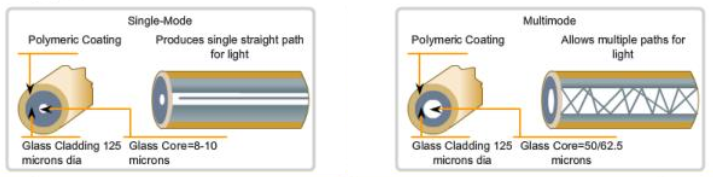 Single-Mode
Polymeric Coating
Produces single straight path
for light
Glass Cladding 125
microns dia
Glass Core=8-10
microns
Multimode
Polymeric Coating
Allows multiple paths for
light
Glass Cladding 125
microns dia
Glass Core=50/62.5
microns